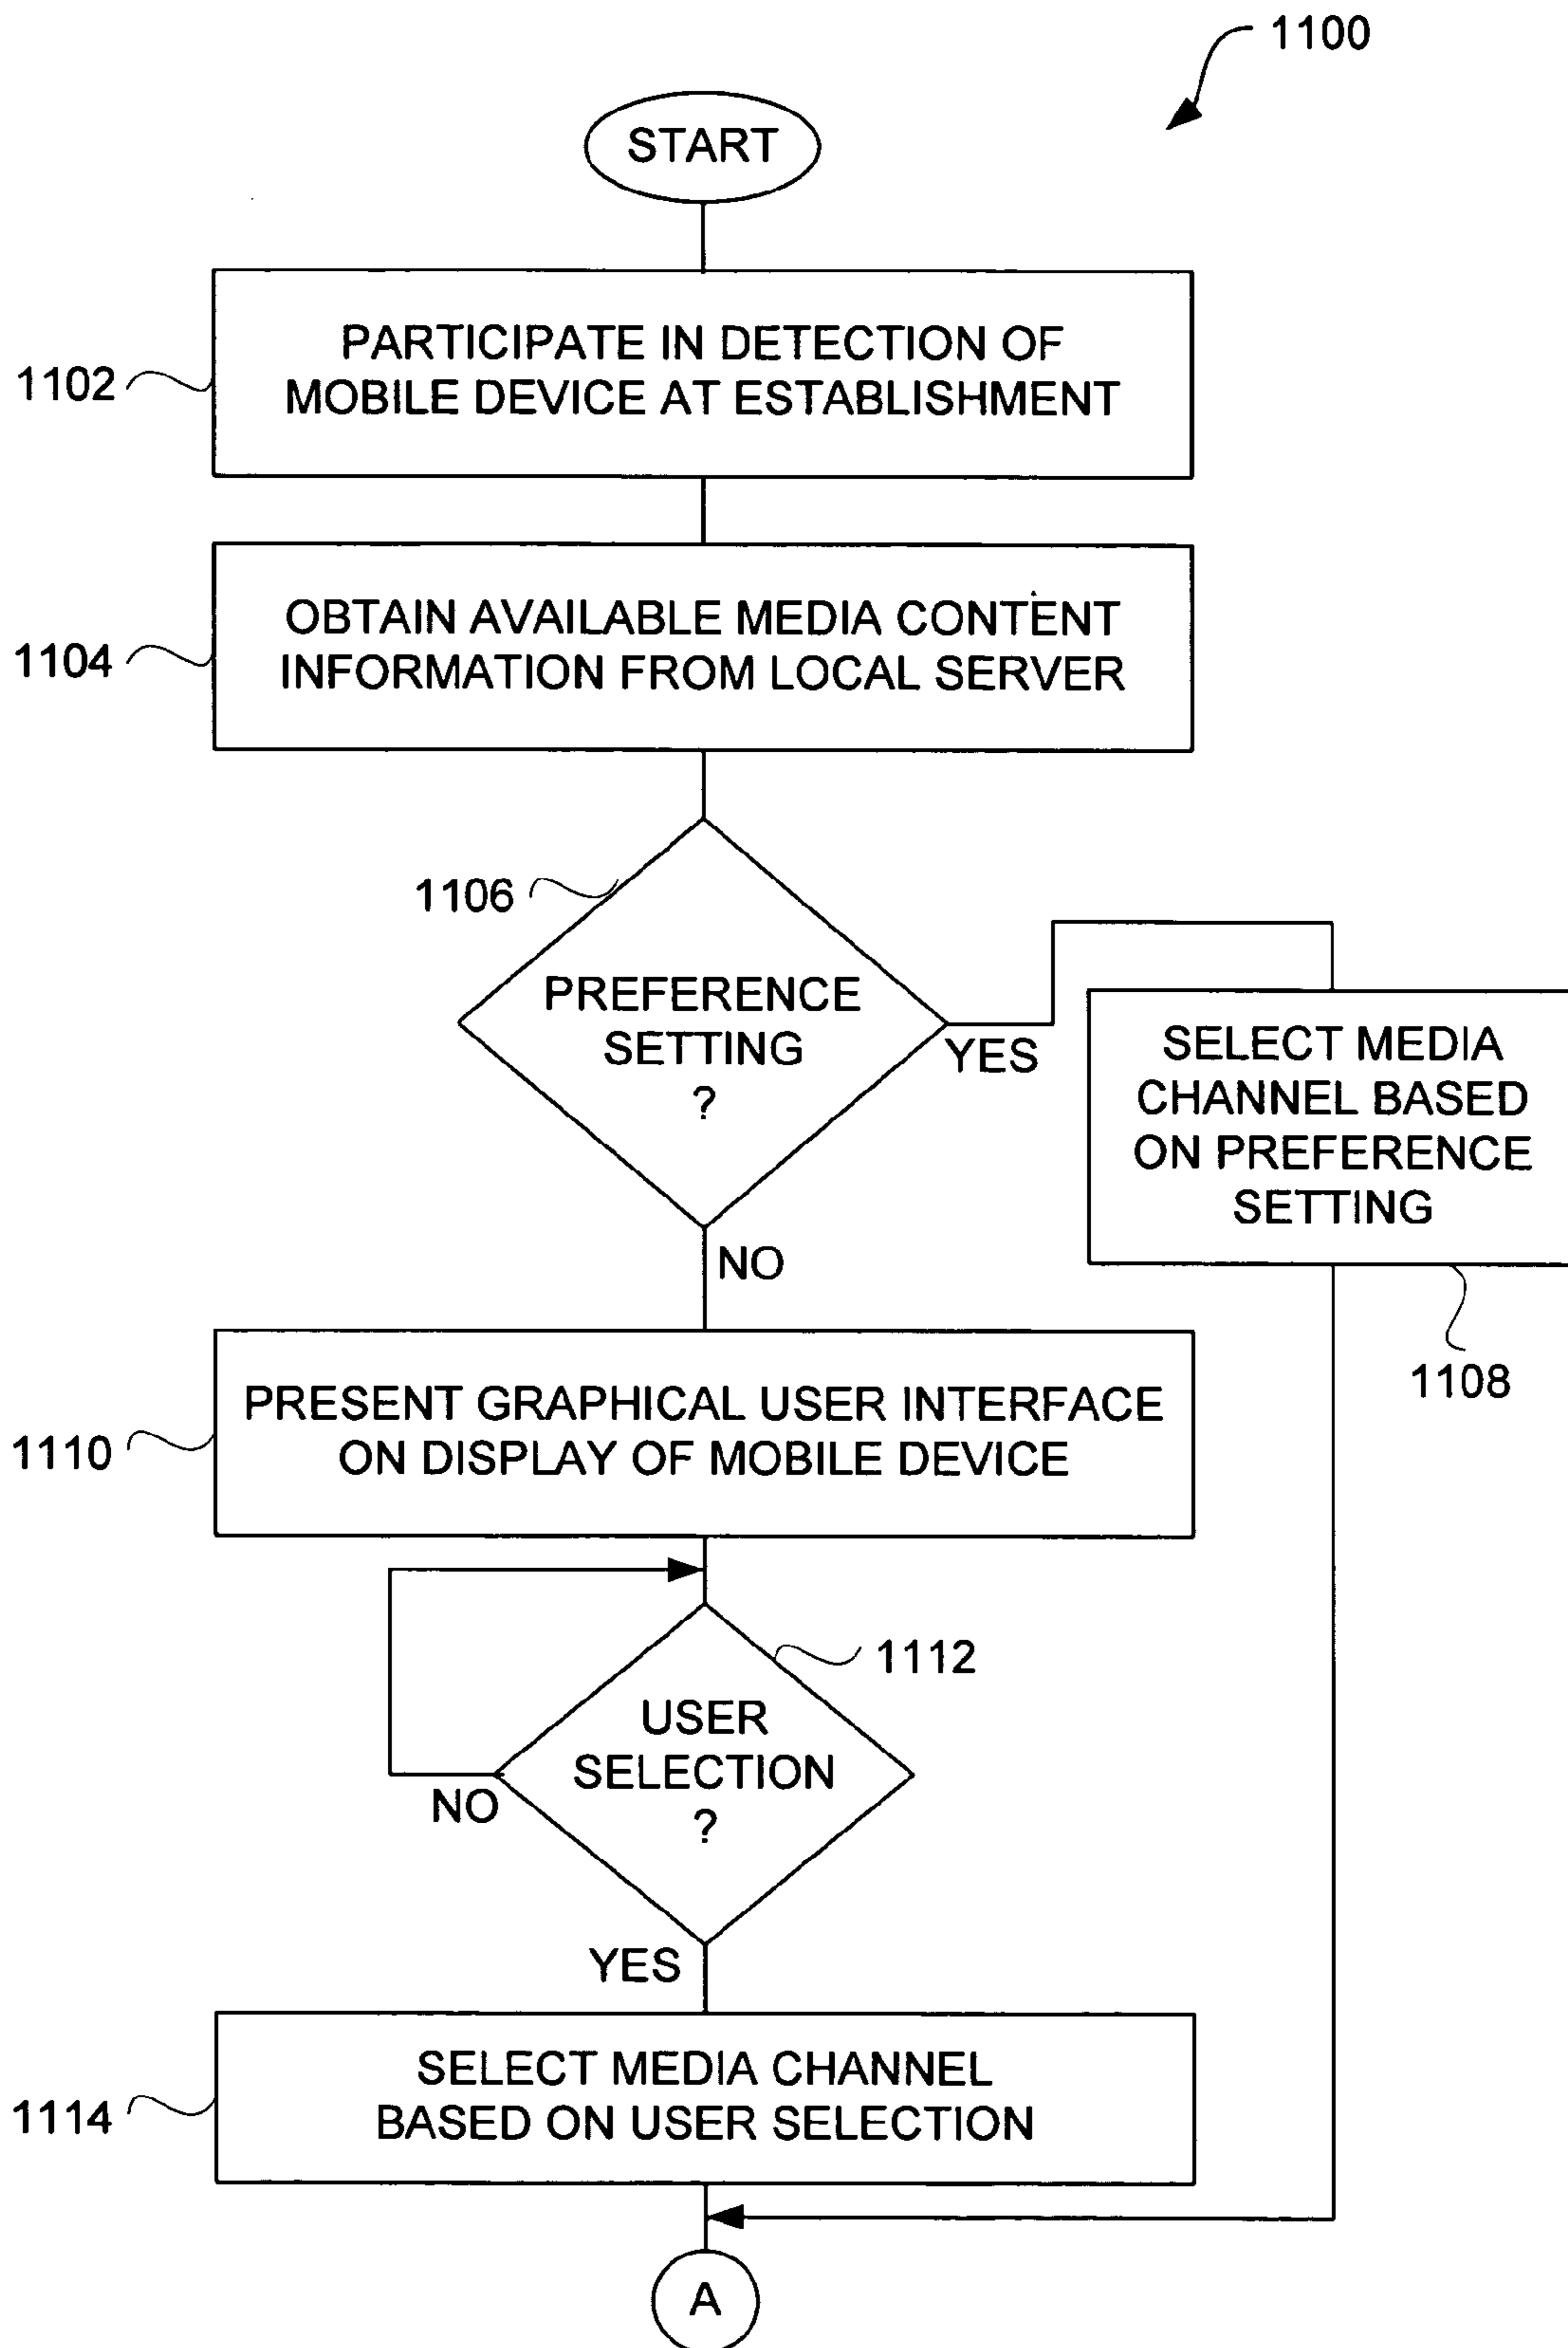 1100
START
1102
PARTICIPATE IN DETECTION OF
MOBILE DEVICE AT ESTABLISHMENT
1104
OBTAIN AVAILABLE MEDIA CONTENT
INFORMATION FROM LOCAL SERVER
1106
PREFERENCE
SETTING
?
YES
SELECT MEDIA
CHANNEL BASED
ON PREFERENCE
SETTING
1108
NO
1110
PRESENT GRAPHICAL USER INTERFACE
ON DISPLAY OF MOBILE DEVICE
1112
USER
SELECTION
?
NO
YES
1114
SELECT MEDIA CHANNEL
BASED ON USER SELECTION
A